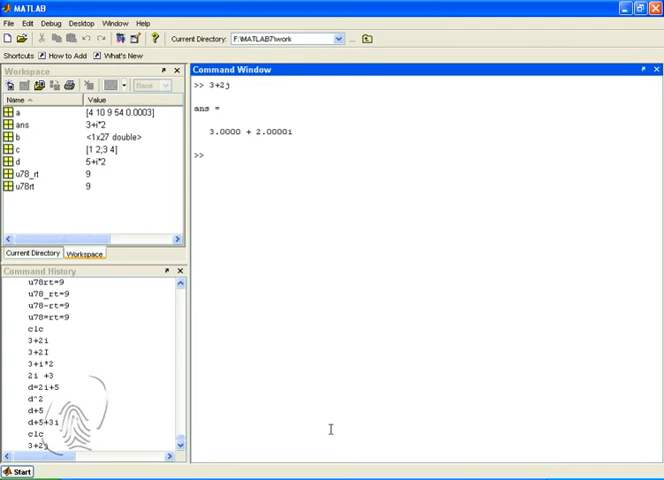 MATLAB
File Edit Debug Desktop Window Help
Current Directory: F:\MATLAB7\work
Shortcuts How to Add What's New
Workspace
Base
Name Value
a [4 10 9 54 0.0003]
ans 3+i*2
b <1x27 double>
c [1 2;3 4]
d 5+i*2
u78_rt 9
u78rt 9
Current Directory Workspace
Command History
u78rt=9
u78_rt=9
u78-rt=9
u78=rt=9
clc
3+2i
3+2I
3+i*2
2i +3
d=2i+5
d^2
d+5
d+5+3i
clc
3+2j
Command Window
>> 3+2j
ans =
3.0000 + 2.0000i
>>
Start